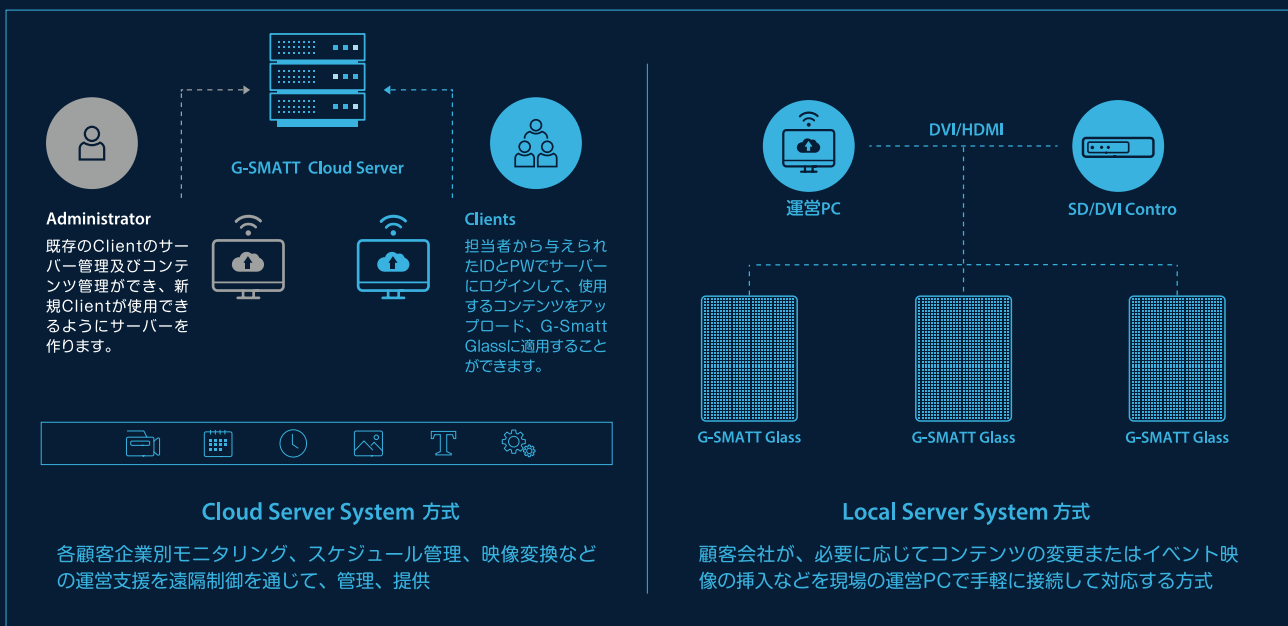 G-SMATT Cloud Server
Administrator
既存のClientのサー
バー管理及びコンテ
ンツ管理ができ、新
規Clientが使用でき
るようにサーバーを
作ります。
Clients
担当者から与えられ
たIDとPWでサーバー
にログインして、使用
するコンテンツをアッ
プロード、G-Smatt
Glassに適用すること
ができます。
T
Cloud Server System 方式
各顧客企業別モニタリング、スケジュール管理、映像変換など
の運営支援を遠隔制御を通じて、管理、提供
DVI/HDMI
運営PC
SD/DVI Contro
G-SMATT Glass
G-SMATT Glass
G-SMATT Glass
Local Server System 方式
顧客会社が、必要に応じてコンテンツの変更またはイベント映
像の挿入などを現場の運営PCで手軽に接続して対応する方式